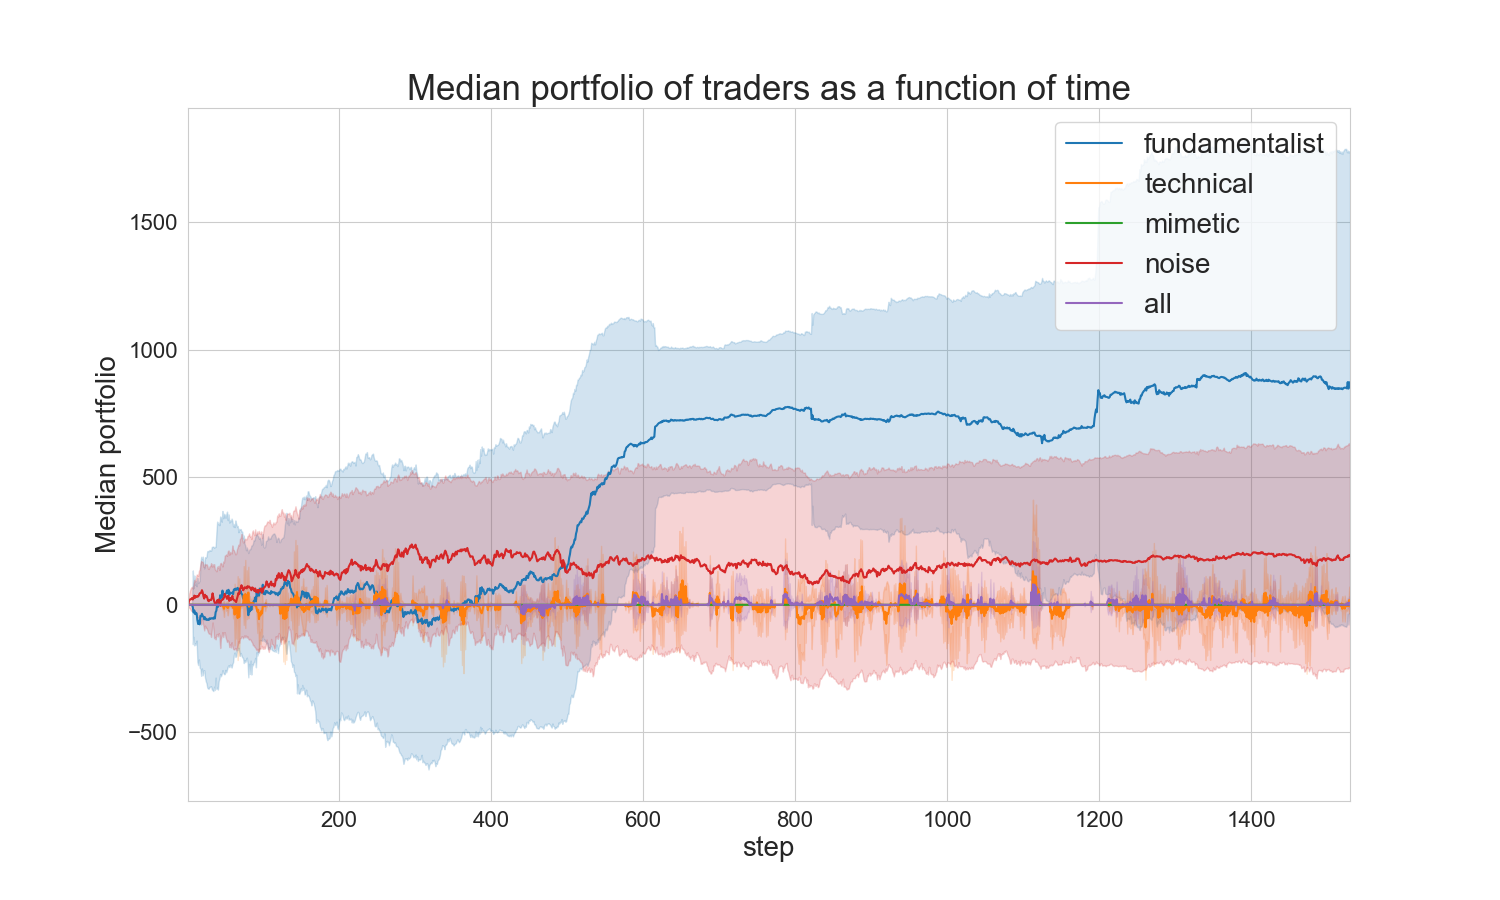 Median portfolio of traders as a function of time
fundamentalist
technical
mimetic
noise
all
Median portfolio
1500
1000
500
0
−500
200 400 600 800 1000 1200 1400
step